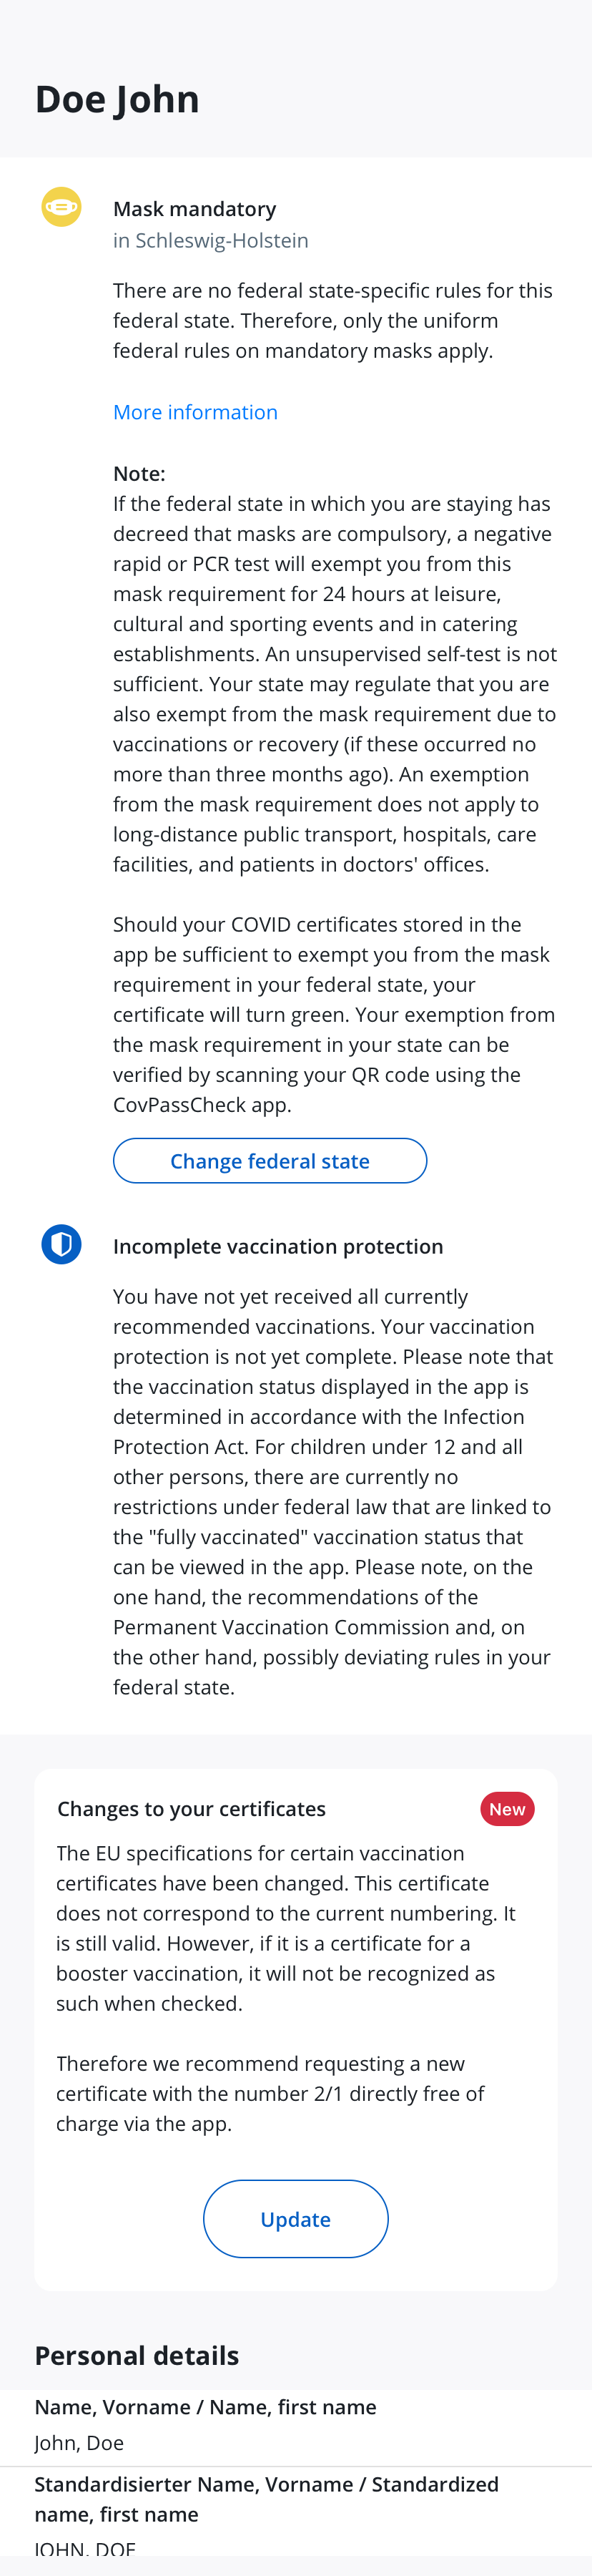 Doe John
Mask mandatory
in Schleswig-Holstein
There are no federal state-specific rules for this
federal state. Therefore, only the uniform
federal rules on mandatory masks apply.
More information
Note:
If the federal state in which you are staying has
decreed that masks are compulsory, a negative
rapid or PCR test will exempt you from this
mask requirement for 24 hours at leisure,
cultural and sporting events and in catering
establishments. An unsupervised self-test is not
sufficient. Your state may regulate that you are
also exempt from the mask requirement due to
vaccinations or recovery (if these occurred no
more than three months ago). An exemption
from the mask requirement does not apply to
long-distance public transport, hospitals, care
facilities, and patients in doctors' offices.
Should your COVID certificates stored in the
app be sufficient to exempt you from the mask
requirement in your federal state, your
certificate will turn green. Your exemption from
the mask requirement in your state can be
verified by scanning your QR code using the
CovPassCheck app.
Change federal state
Incomplete vaccination protection
You have not yet received all currently
recommended vaccinations. Your vaccination
protection is not yet complete. Please note that
the vaccination status displayed in the app is
determined in accordance with the Infection
Protection Act. For children under 12 and all
other persons, there are currently no
restrictions under federal law that are linked to
the "fully vaccinated" vaccination status that
can be viewed in the app. Please note, on the
one hand, the recommendations of the
Permanent Vaccination Commission and, on
the other hand, possibly deviating rules in your
federal state.
Changes to your certificates
New
The EU specifications for certain vaccination
certificates have been changed. This certificate
does not correspond to the current numbering. It
is still valid. However, if it is a certificate for a
booster vaccination, it will not be recognized as
such when checked.
Therefore we recommend requesting a new
certificate with the number 2/1 directly free of
charge via the app.
Update
Personal details
Name, Vorname / Name, first name
John, Doe
Standardisierter Name, Vorname / Standardized
name, first name
JOHN, DOE